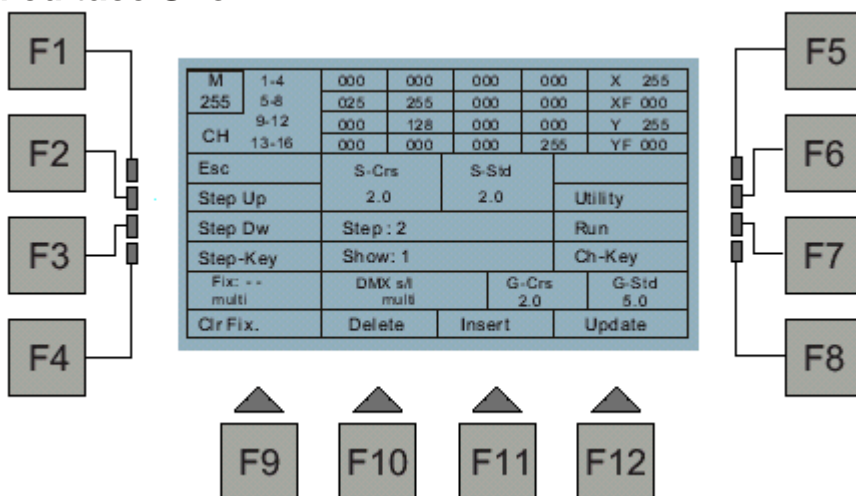 F1
F2
F3
F4
M 1-4 000 000 000 000 X 255
255 5-8 025 255 000 000 XF 000
CH 9-12 000 128 000 000 Y 255
13-16 000 000 000 255 YF 000
Esc S-Crs S-Std
Step Up 2.0 2.0 Utility
Step Dw Step: 2 Run
Step-Key Show: 1 Ch-Key
Fix: -- DMX s/l G-Crs G-Std
multi multi 2.0 5.0
Clr Fix. Delete Insert Update
F5
F6
F7
F8
F9 F10 F11 F12